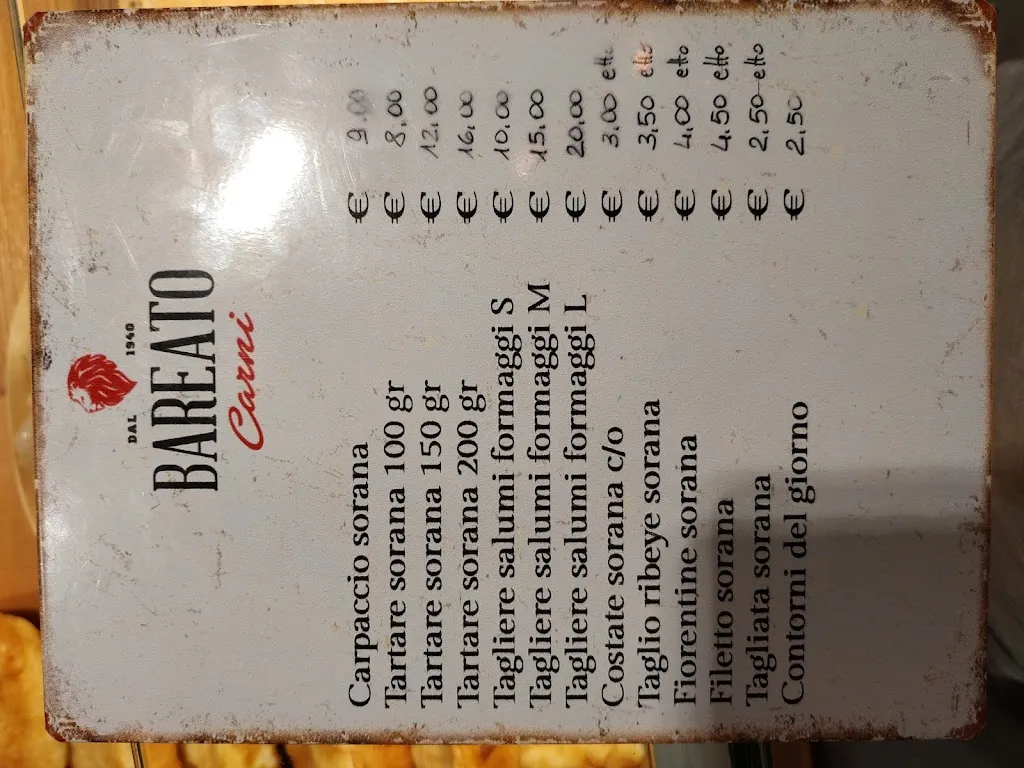 DAL 1940
BAREATO
Carni
Carpaccio sorana € 9.00
Tartare sorana 100 gr € 8.00
Tartare sorana 150 gr € 12.00
Tartare sorana 200 gr € 16.00
Tagliere salumi formaggi S € 10.00
Tagliere salumi formaggi M € 15.00
Tagliere salumi formaggi L € 20.00
Costate sorana c/o € 3.00 etto
Taglio ribeye sorana € 3,50 etto
Fiorentine sorana € 4.00 etto
Filetto sorana € 4.50 etto
Tagliata sorana € 2.50 etto
Contorni del giorno € 2.50